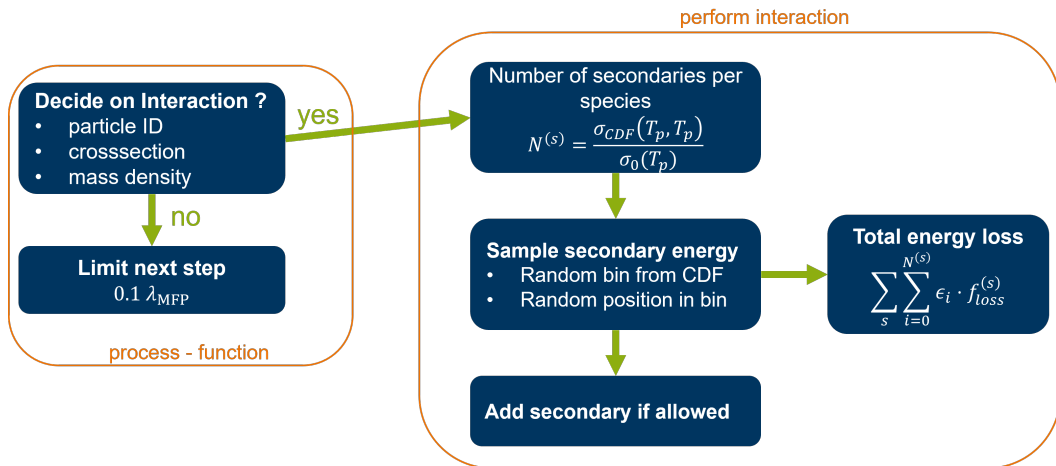 perform interaction
Decide on Interaction ?
• particle ID
• crosssection
• mass density
yes
no
Limit next step
0.1 λ_MFP
process - function
Number of secondaries per
species
N^(s) = σ_CDF(T_p, T_p) / σ_0(T_p)
Sample secondary energy
• Random bin from CDF
• Random position in bin
Total energy loss
∑_s ∑_{i=0}^{N^(s)} ϵ_i · f_loss^(s)
Add secondary if allowed